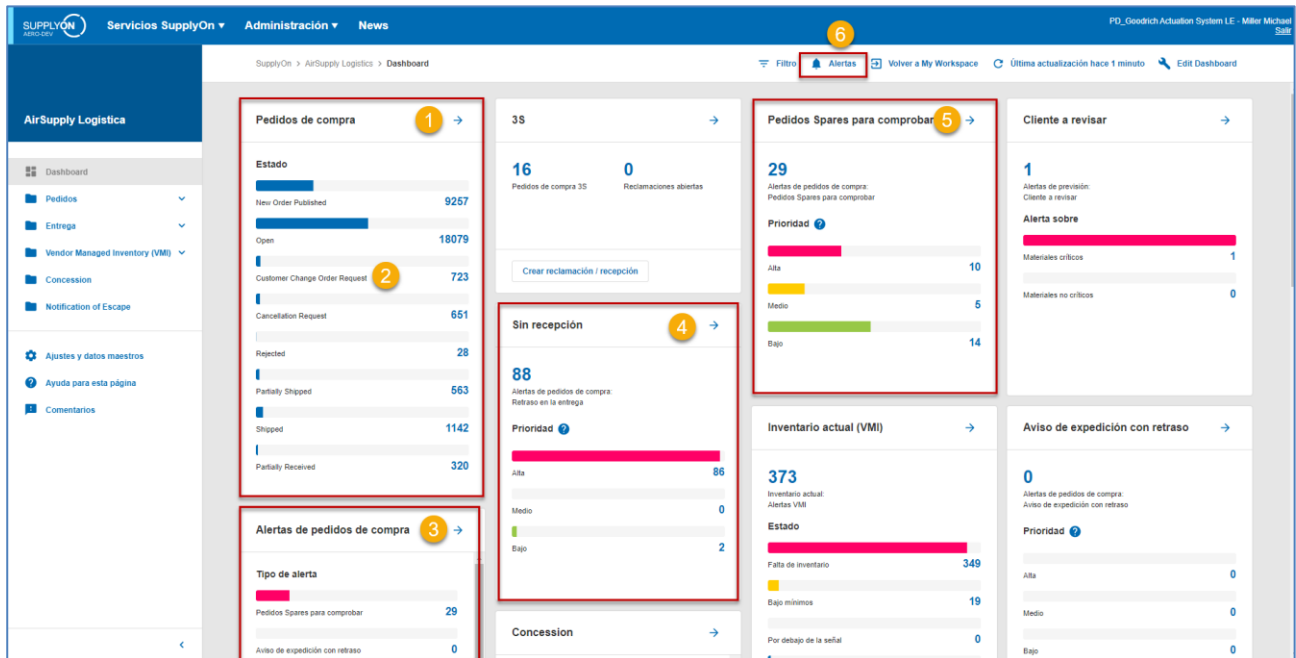 SUPPLYON
AERO-DEV
Servicios SupplyOn
Administración
News
PD_Goodrich Actuation System LE - Miller Michael
Salir
6
SupplyOn > AirSupply Logistics > Dashboard
Filtro
Alertas
Volver a My Workspace
Última actualización hace 1 minuto
Edit Dashboard
AirSupply Logistica
Dashboard
Pedidos
Entrega
Vendor Managed Inventory (VMI)
Concession
Notification of Escape
Ajustes y datos maestros
Ayuda para esta página
Comentarios
Pedidos de compra
1
Estado
New Order Published 9257
Open 18079
Customer Change Order Request 2 723
Cancellation Request 651
Rejected 28
Partially Shipped 563
Shipped 1142
Partially Received 320
Alertas de pedidos de compra 3
Tipo de alerta
Pedidos Spares para comprobar 29
Aviso de expedición con retraso 0
3S
16 0
Pedidos de compra 3S Reclamaciones abiertas
Crear reclamación / recepción
Sin recepción 4
88
Alertas de pedidos de compra:
Retraso en la entrega
Prioridad ?
Alta 86
Medio 0
Bajo 2
Concession
Pedidos Spares para comprobar 5
29
Alertas de pedidos de compra:
Pedidos Spares para comprobar
Prioridad ?
Alta 10
Medio 5
Bajo 14
Inventario actual (VMI)
373
Inventario actual:
Alertas VMI
Estado
Falta de inventario 349
Bajo mínimos 19
Por debajo de la señal 0
Cliente a revisar
1
Alertas de previsión:
Cliente a revisar
Alerta sobre
Materiales críticos 1
Materiales no críticos 0
Aviso de expedición con retraso
0
Alertas de pedidos de compra:
Aviso de expedición con retraso
Prioridad ?
Alta 0
Medio 0
Bajo 0